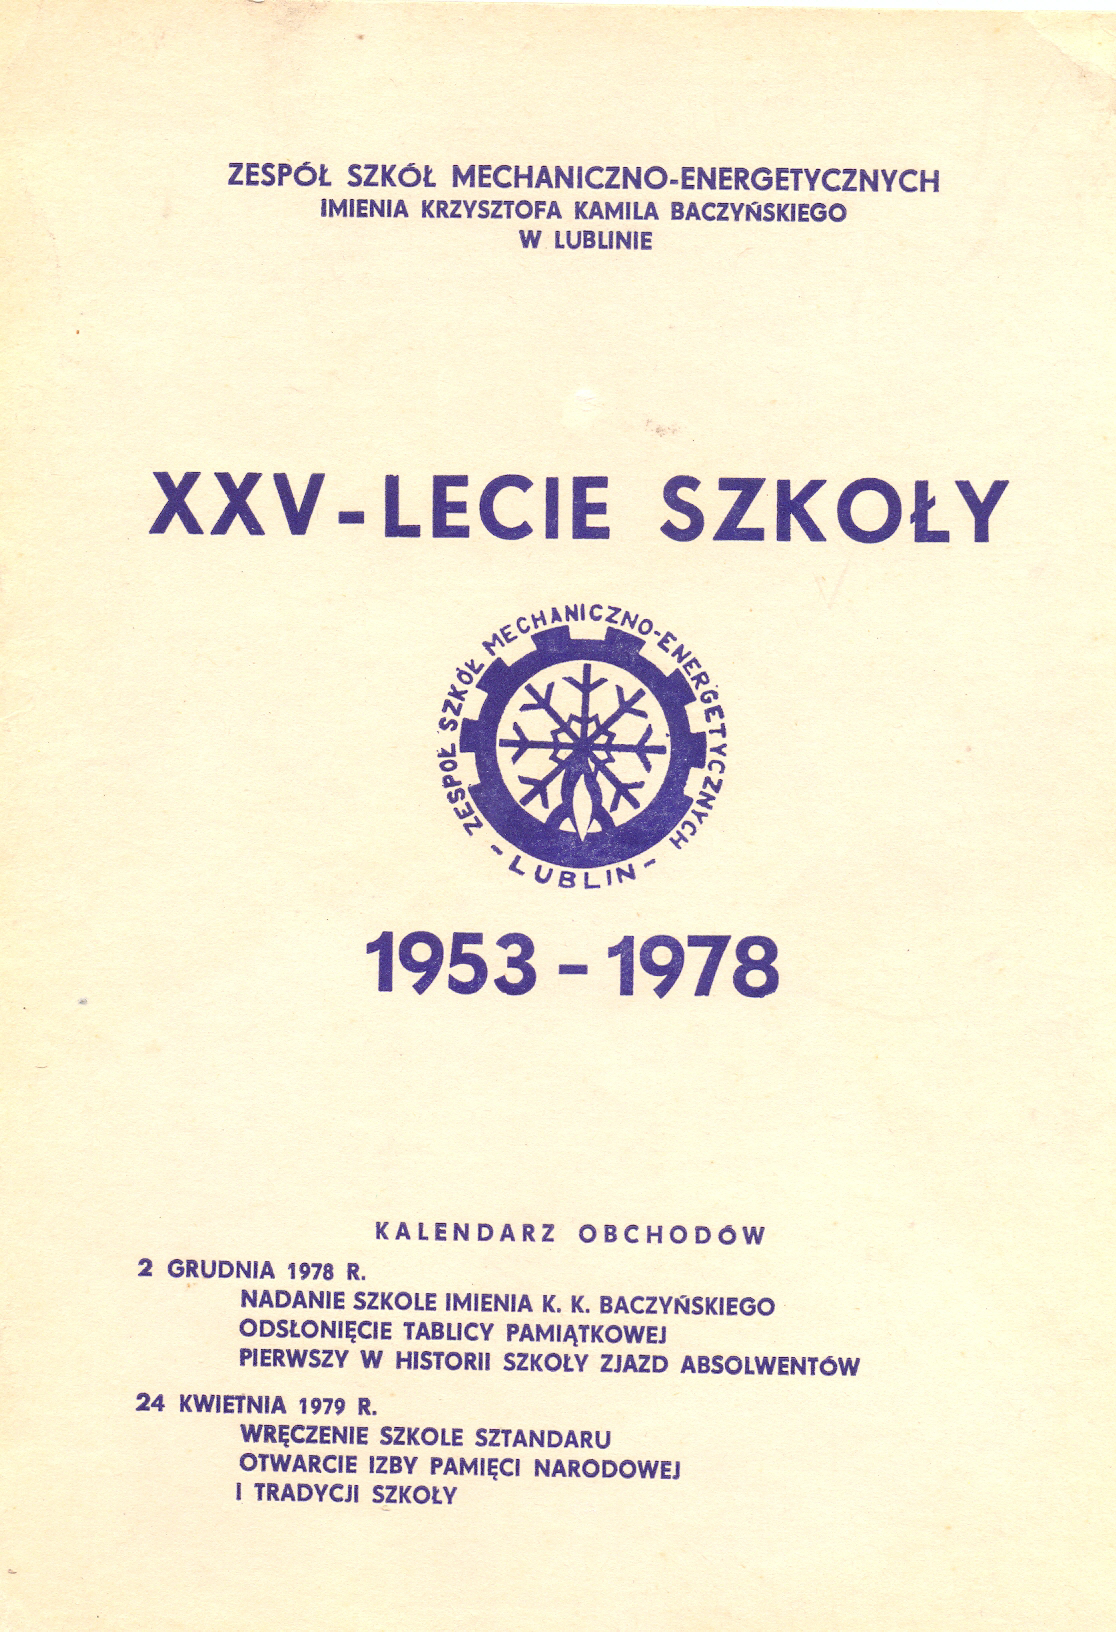 ZESPÓŁ SZKÓŁ MECHANICZNO-ENERGETYCZNYCH
IMIENIA KRZYSZTOFA KAMILA BACZYŃSKIEGO
W LUBLINIE
XXV-LECIE SZKOŁY
ZESPÓŁ SZKÓŁ MECHANICZNO-ENERGETYCZNYCH
- LUBLIN -
1953 - 1978
KALENDARZ OBCHODÓW
2 GRUDNIA 1978 R.
NADANIE SZKOLE IMIENIA K. K. BACZYŃSKIEGO
ODSŁONIĘCIE TABLICY PAMIĄTKOWEJ
PIERWSZY W HISTORII SZKOŁY ZJAZD ABSOLWENTÓW
24 KWIETNIA 1979 R.
WRĘCZENIE SZKOLE SZTANDARU
OTWARCIE IZBY PAMIĘCI NARODOWEJ
I TRADYCJI SZKOŁY